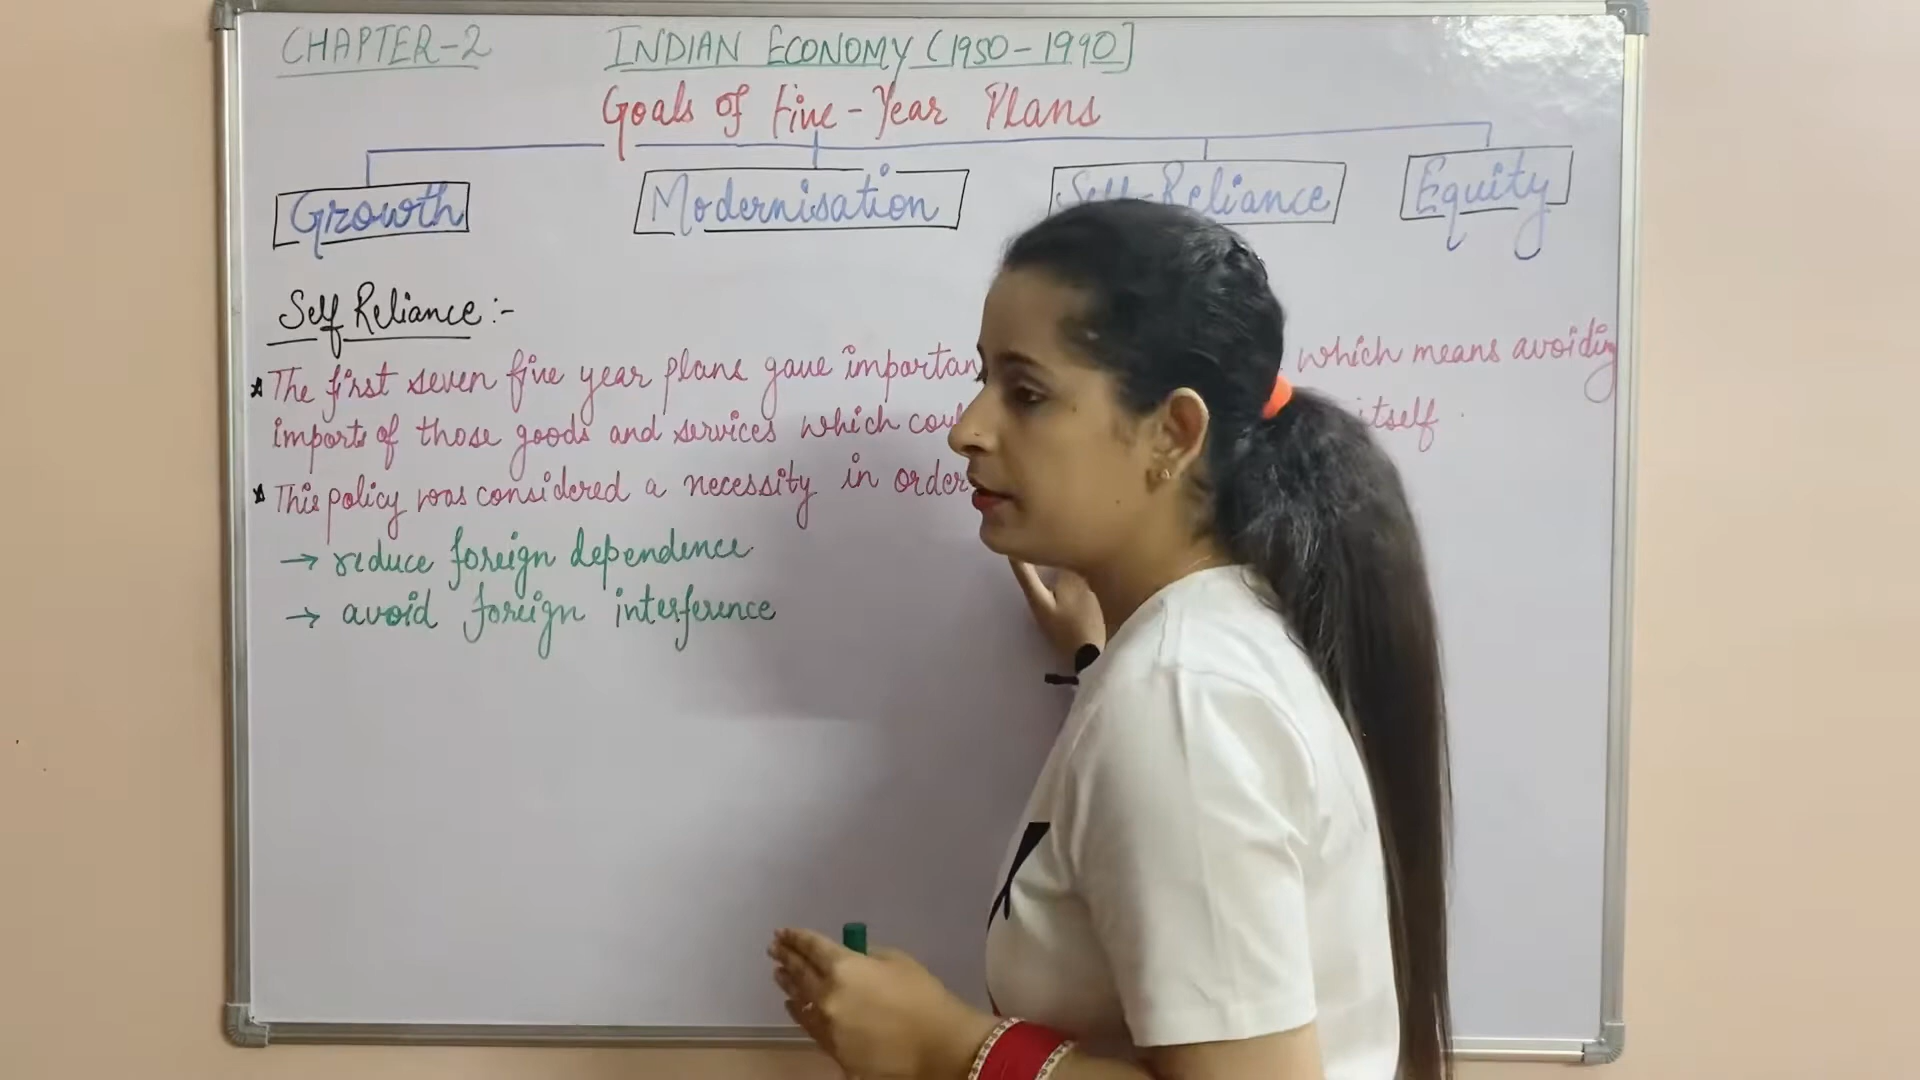 CHAPTER-2 INDIAN ECONOMY (1950-1990]
Goals of Five-Year Plans
Growth Modernisation Self-Reliance Equity
Self Reliance:-
The first seven five year plans gave which means avoiding
imports of those goods and services which itself
This policy was considered a necessity in order
→ reduce foreign dependence
→ avoid foreign interference